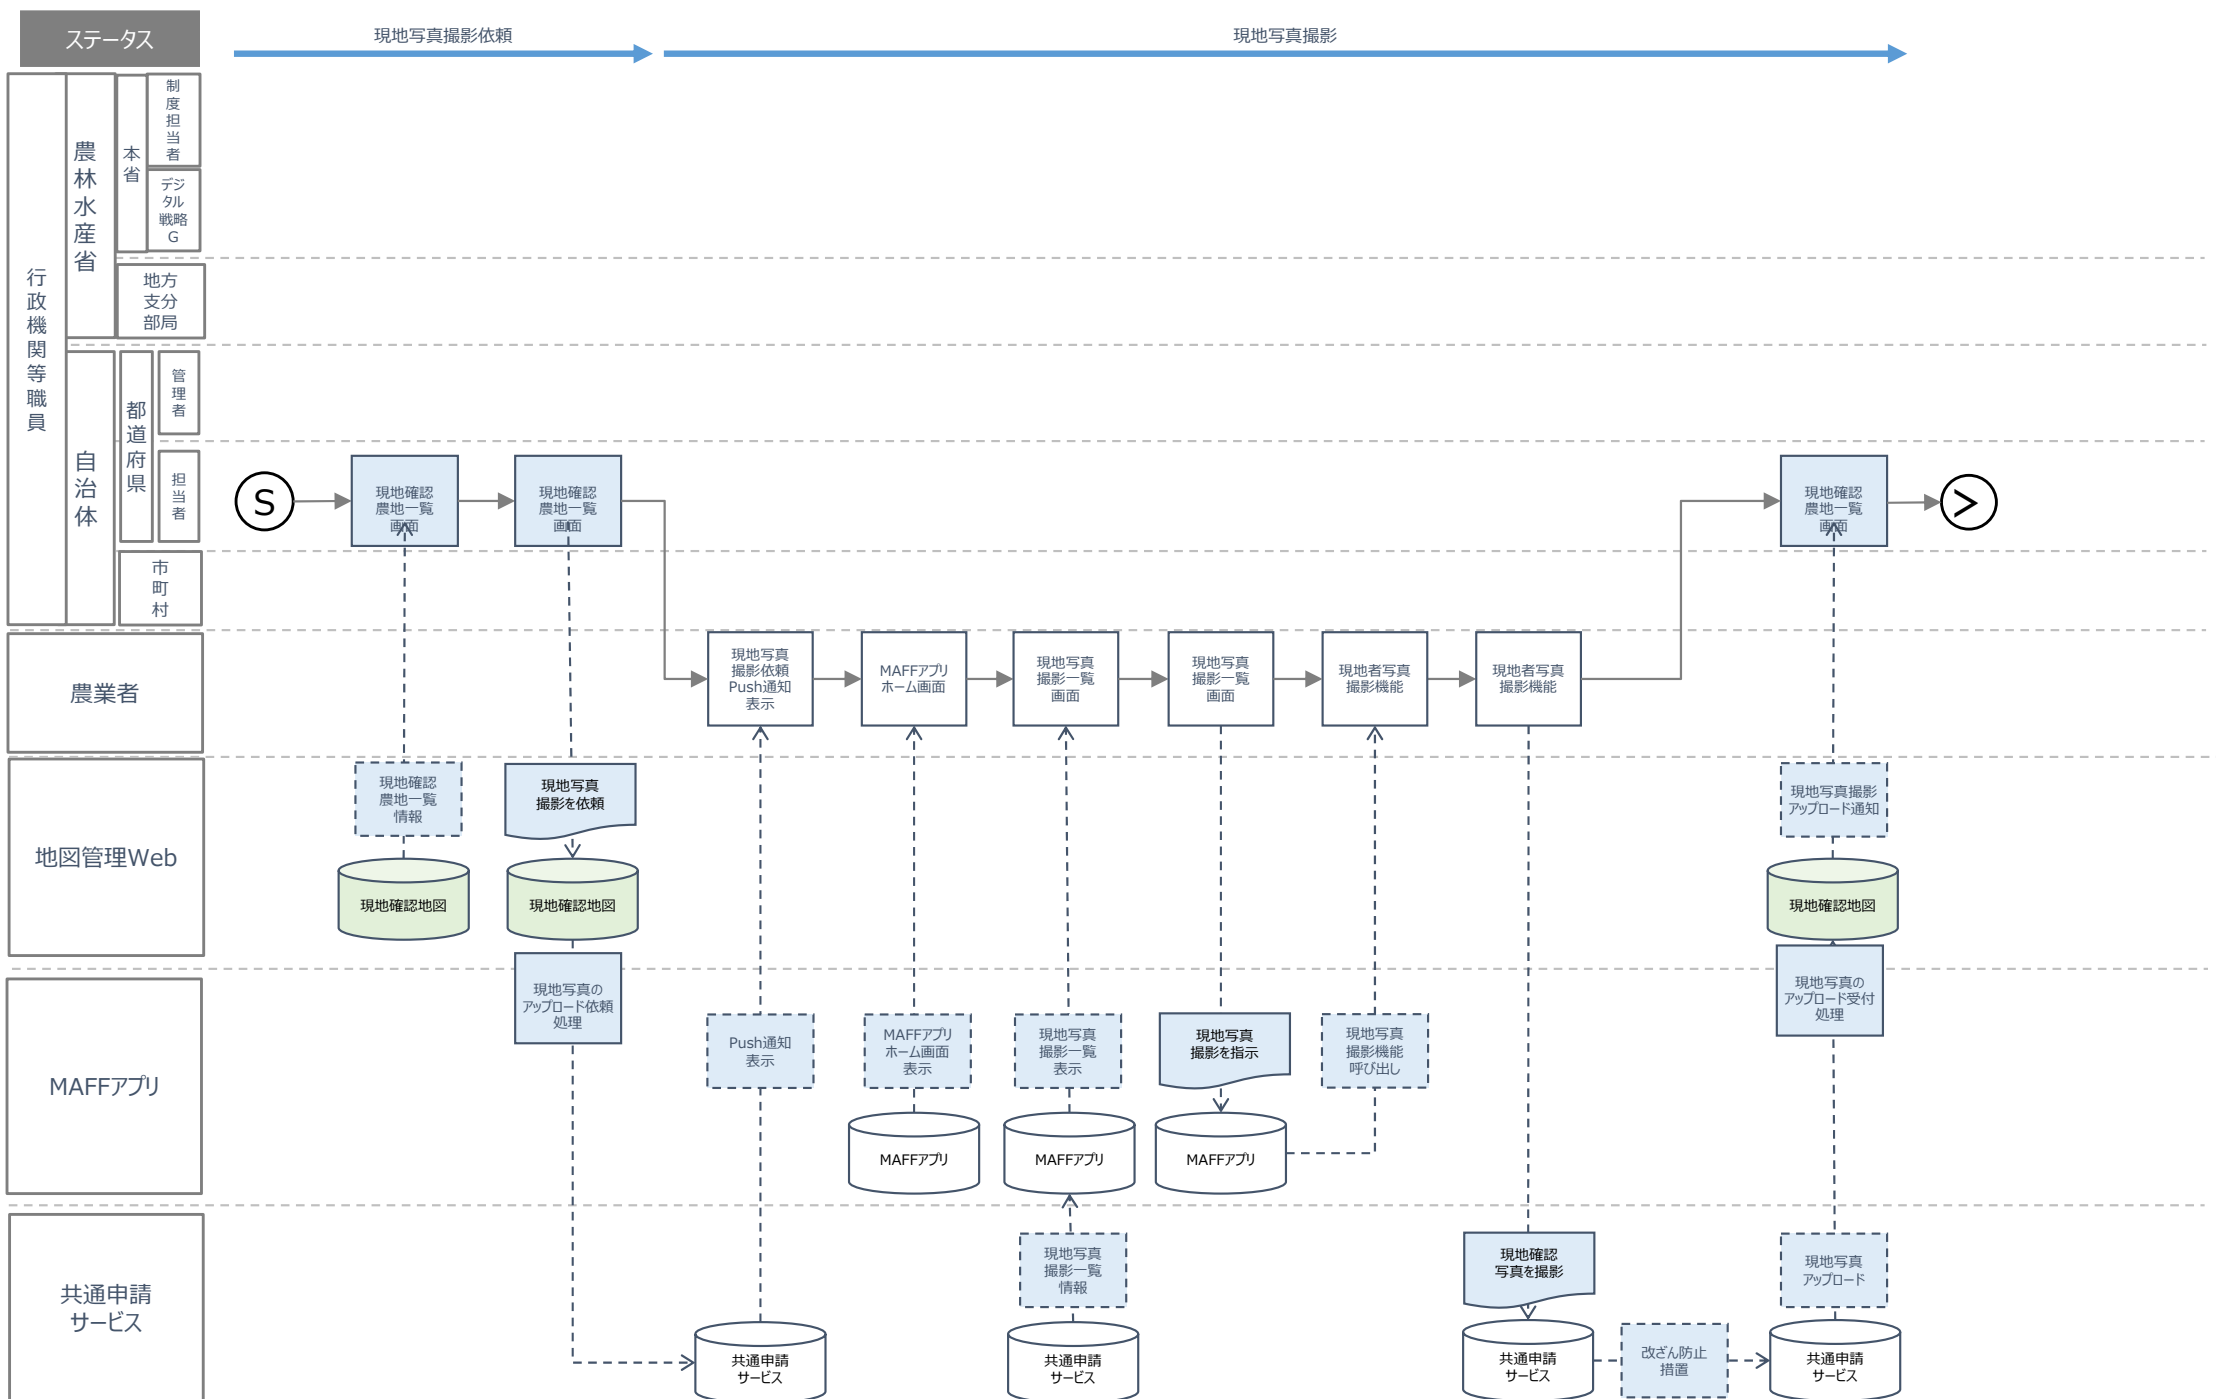 ステータス
現地写真撮影依頼
現地写真撮影
行政機関等職員
農林水産省
本省
制度担当者
デジ
タル
戦略
G
地方
支分
部局
自治体
都道府県
管理者
担当者
市町村
S
現地確認
農地一覧
画面
現地確認
農地一覧
画面
現地確認
農地一覧
画面
>
農業者
現地写真
撮影依頼
Push通知
表示
MAFFアプリ
ホーム画面
現地写真
撮影一覧
画面
現地写真
撮影一覧
画面
現地者写真
撮影機能
現地者写真
撮影機能
地図管理Web
現地確認
農地一覧
情報
現地写真
撮影を依頼
現地写真撮影
アップロード通知
現地確認地図
現地確認地図
現地確認地図
MAFFアプリ
現地写真の
アップロード依頼
処理
現地写真の
アップロード受付
処理
Push通知
表示
MAFFアプリ
ホーム画面
表示
現地写真
撮影一覧
表示
現地写真
撮影を指示
現地写真
撮影機能
呼び出し
MAFFアプリ
MAFFアプリ
MAFFアプリ
共通申請
サービス
現地写真
撮影一覧
情報
現地確認
写真を撮影
現地写真
アップロード
共通申請
サービス
共通申請
サービス
共通申請
サービス
改ざん防止
措置
共通申請
サービス